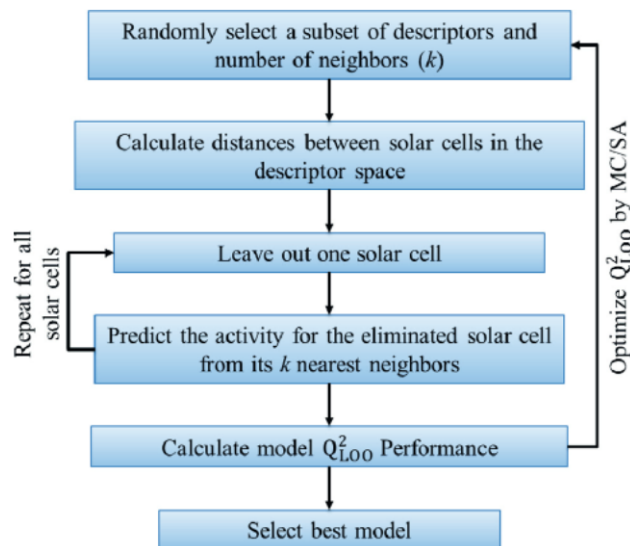 Randomly select a subset of descriptors and
number of neighbors (k)
Calculate distances between solar cells in the
descriptor space
Leave out one solar cell
Predict the activity for the eliminated solar cell
from its k nearest neighbors
Calculate model Q²LOO Performance
Select best model
Repeat for all
solar cells
Optimize Q²LOO by MC/SA